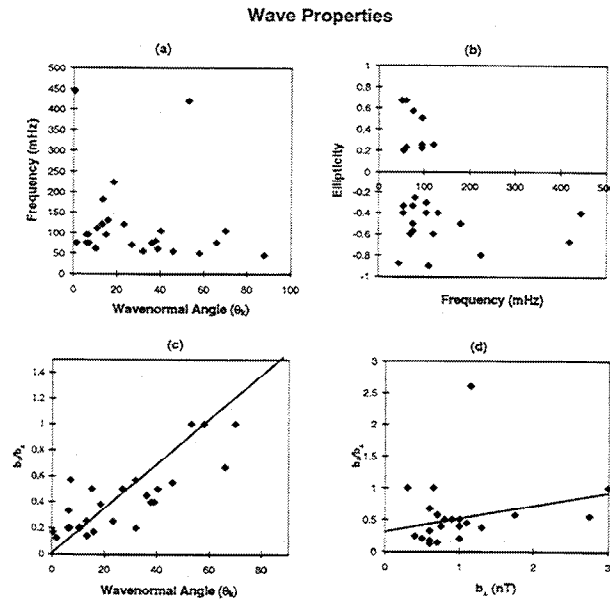 Wave Properties
(a)
500
450
400
350
300
250
200
150
100
50
0
0 20 40 60 80 100
Frequency (mHz)
Wavenormal Angle (θk)
(b)
1
0.8
0.6
0.4
0.2
0
-0.2
-0.4
-0.6
-0.8
-1
0 100 200 300 400 500
Ellipticity
Frequency (mHz)
(c)
1.4
1.2
1
0.8
0.6
0.4
0.2
0
0 20 40 60 80
Wavenormal Angle (θk)
(d)
3
2.5
2
1.5
1
0.5
0
0 1 2 3
b⊥ (nT)